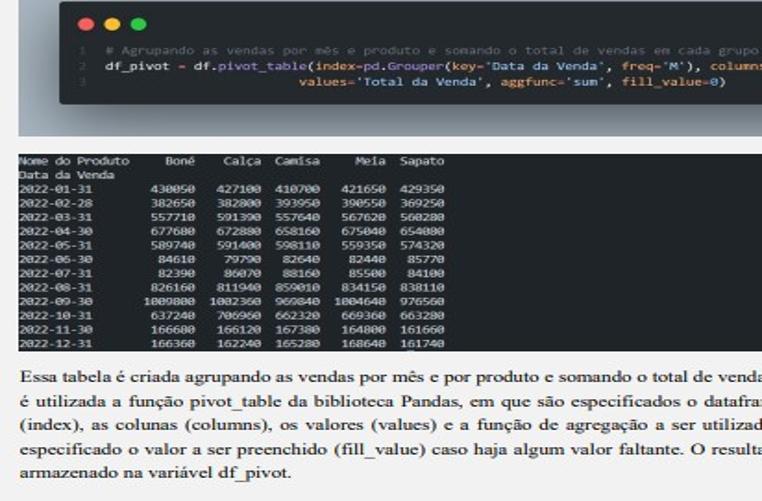 1 # Agrupando as vendas por mês e produto e somando o total de vendas em cada grupo
2 df_pivot = df.pivot_table(index=pd.Grouper(key='Data da Venda', freq='M'), columns
3 values='Total da Venda', aggfunc='sum', fill_value=0)
Nome do Produto Boné Calça Camisa Meia Sapato
Data da Venda
2022-01-31 430050 427100 410700 421650 429350
2022-02-28 382650 382800 393950 390550 369250
2022-03-31 557710 591390 557640 567620 560280
2022-04-30 677680 672880 658160 675040 654080
2022-05-31 589740 591400 598110 559350 574320
2022-06-30 84610 79790 82640 82440 85770
2022-07-31 82390 86070 88160 85500 84100
2022-08-31 826160 811940 859010 834150 838110
2022-09-30 1009800 1002360 969840 1004640 976560
2022-10-31 637240 706960 662320 669360 663280
2022-11-30 166680 166120 167380 164800 161660
2022-12-31 166360 162240 165280 168640 161740
Essa tabela é criada agrupando as vendas por mês e por produto e somando o total de venda
é utilizada a função pivot_table da biblioteca Pandas, em que são especificados o datafra
(index), as colunas (columns), os valores (values) e a função de agregação a ser utilizad
especificado o valor a ser preenchido (fill_value) caso haja algum valor faltante. O resulta
armazenado na variável df_pivot.